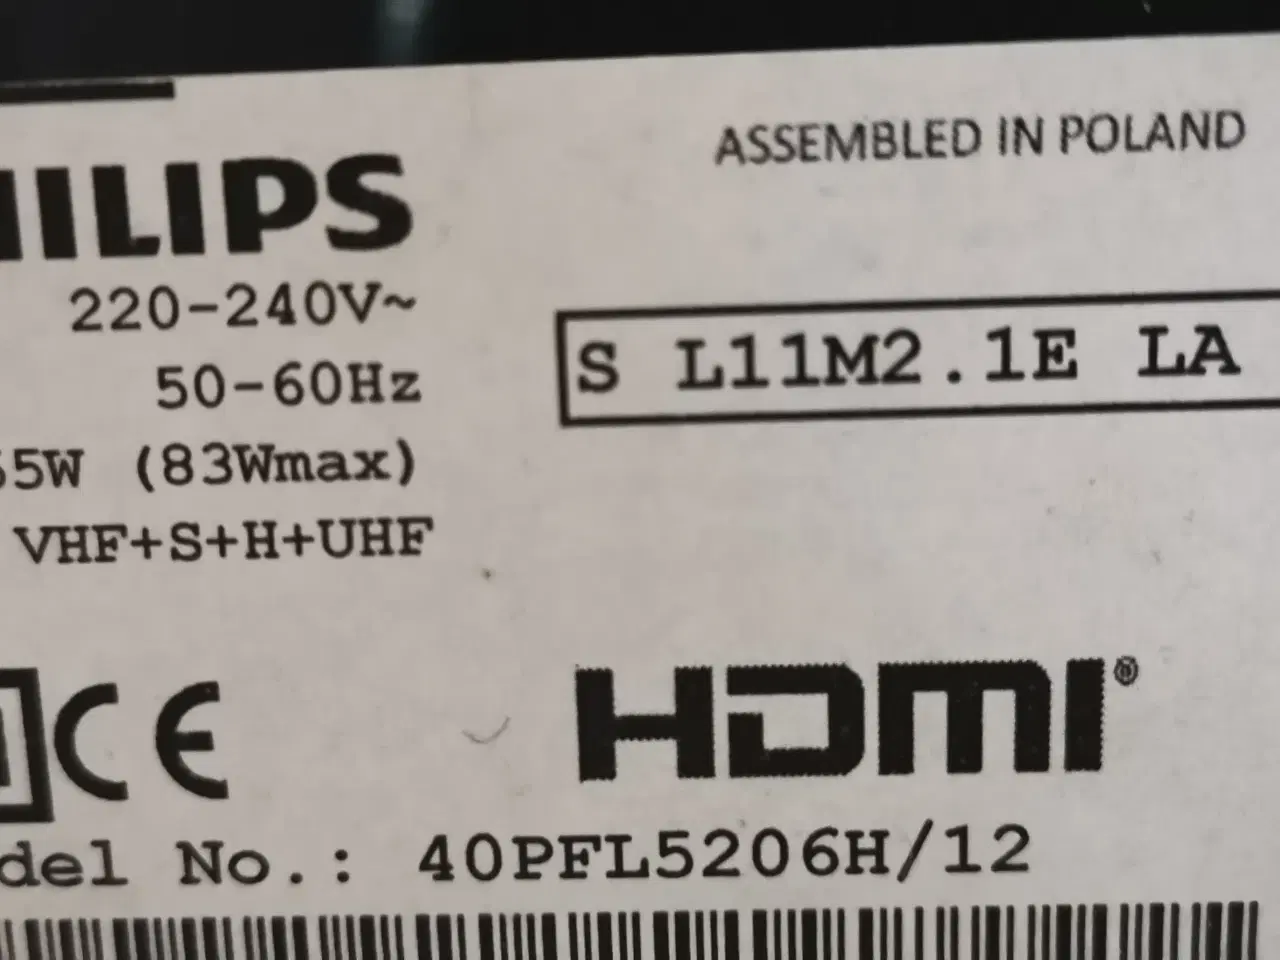 ASSEMBLED IN POLAND
HILIPS
220-240V~
50-60Hz
S L11M2.1E LA
5W (83Wmax)
VHF+S+H+UHF
CE
HDMI®
del No.: 40PFL5206H/12